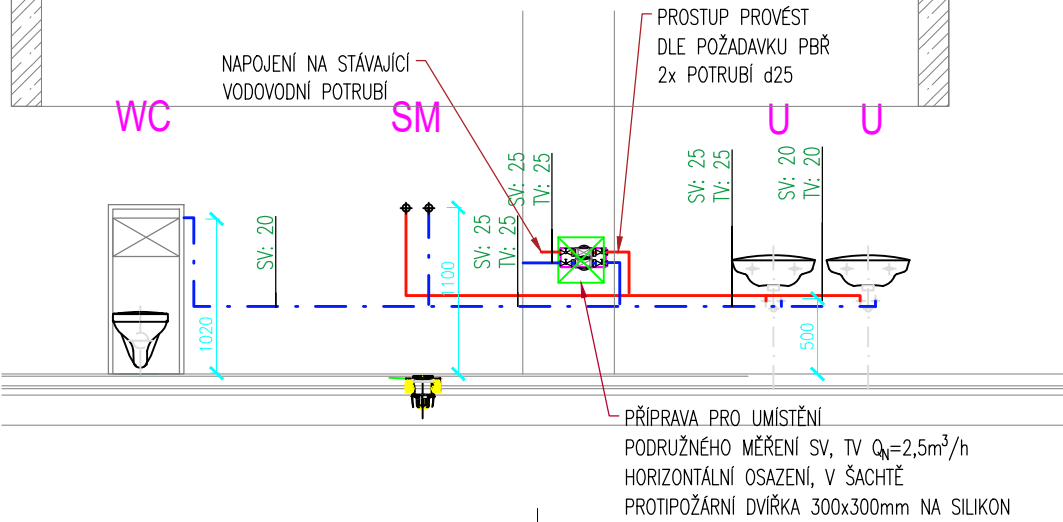 PROSTUP PROVÉST
DLE POŽADAVKU PBŘ
2x POTRUBÍ d25
NAPOJENÍ NA STÁVAJÍCÍ
VODOVODNÍ POTRUBÍ
WC
SM
U
U
SV: 20
SV: 25
TV: 25
SV: 25
TV: 25
SV: 25
TV: 25
SV: 20
TV: 20
1020
1100
500
PŘÍPRAVA PRO UMÍSTĚNÍ
PODRUŽNÉHO MĚŘENÍ SV, TV QN=2,5m³/h
HORIZONTÁLNÍ OSAZENÍ, V ŠACHTĚ
PROTIPOŽÁRNÍ DVÍŘKA 300x300mm NA SILIKON